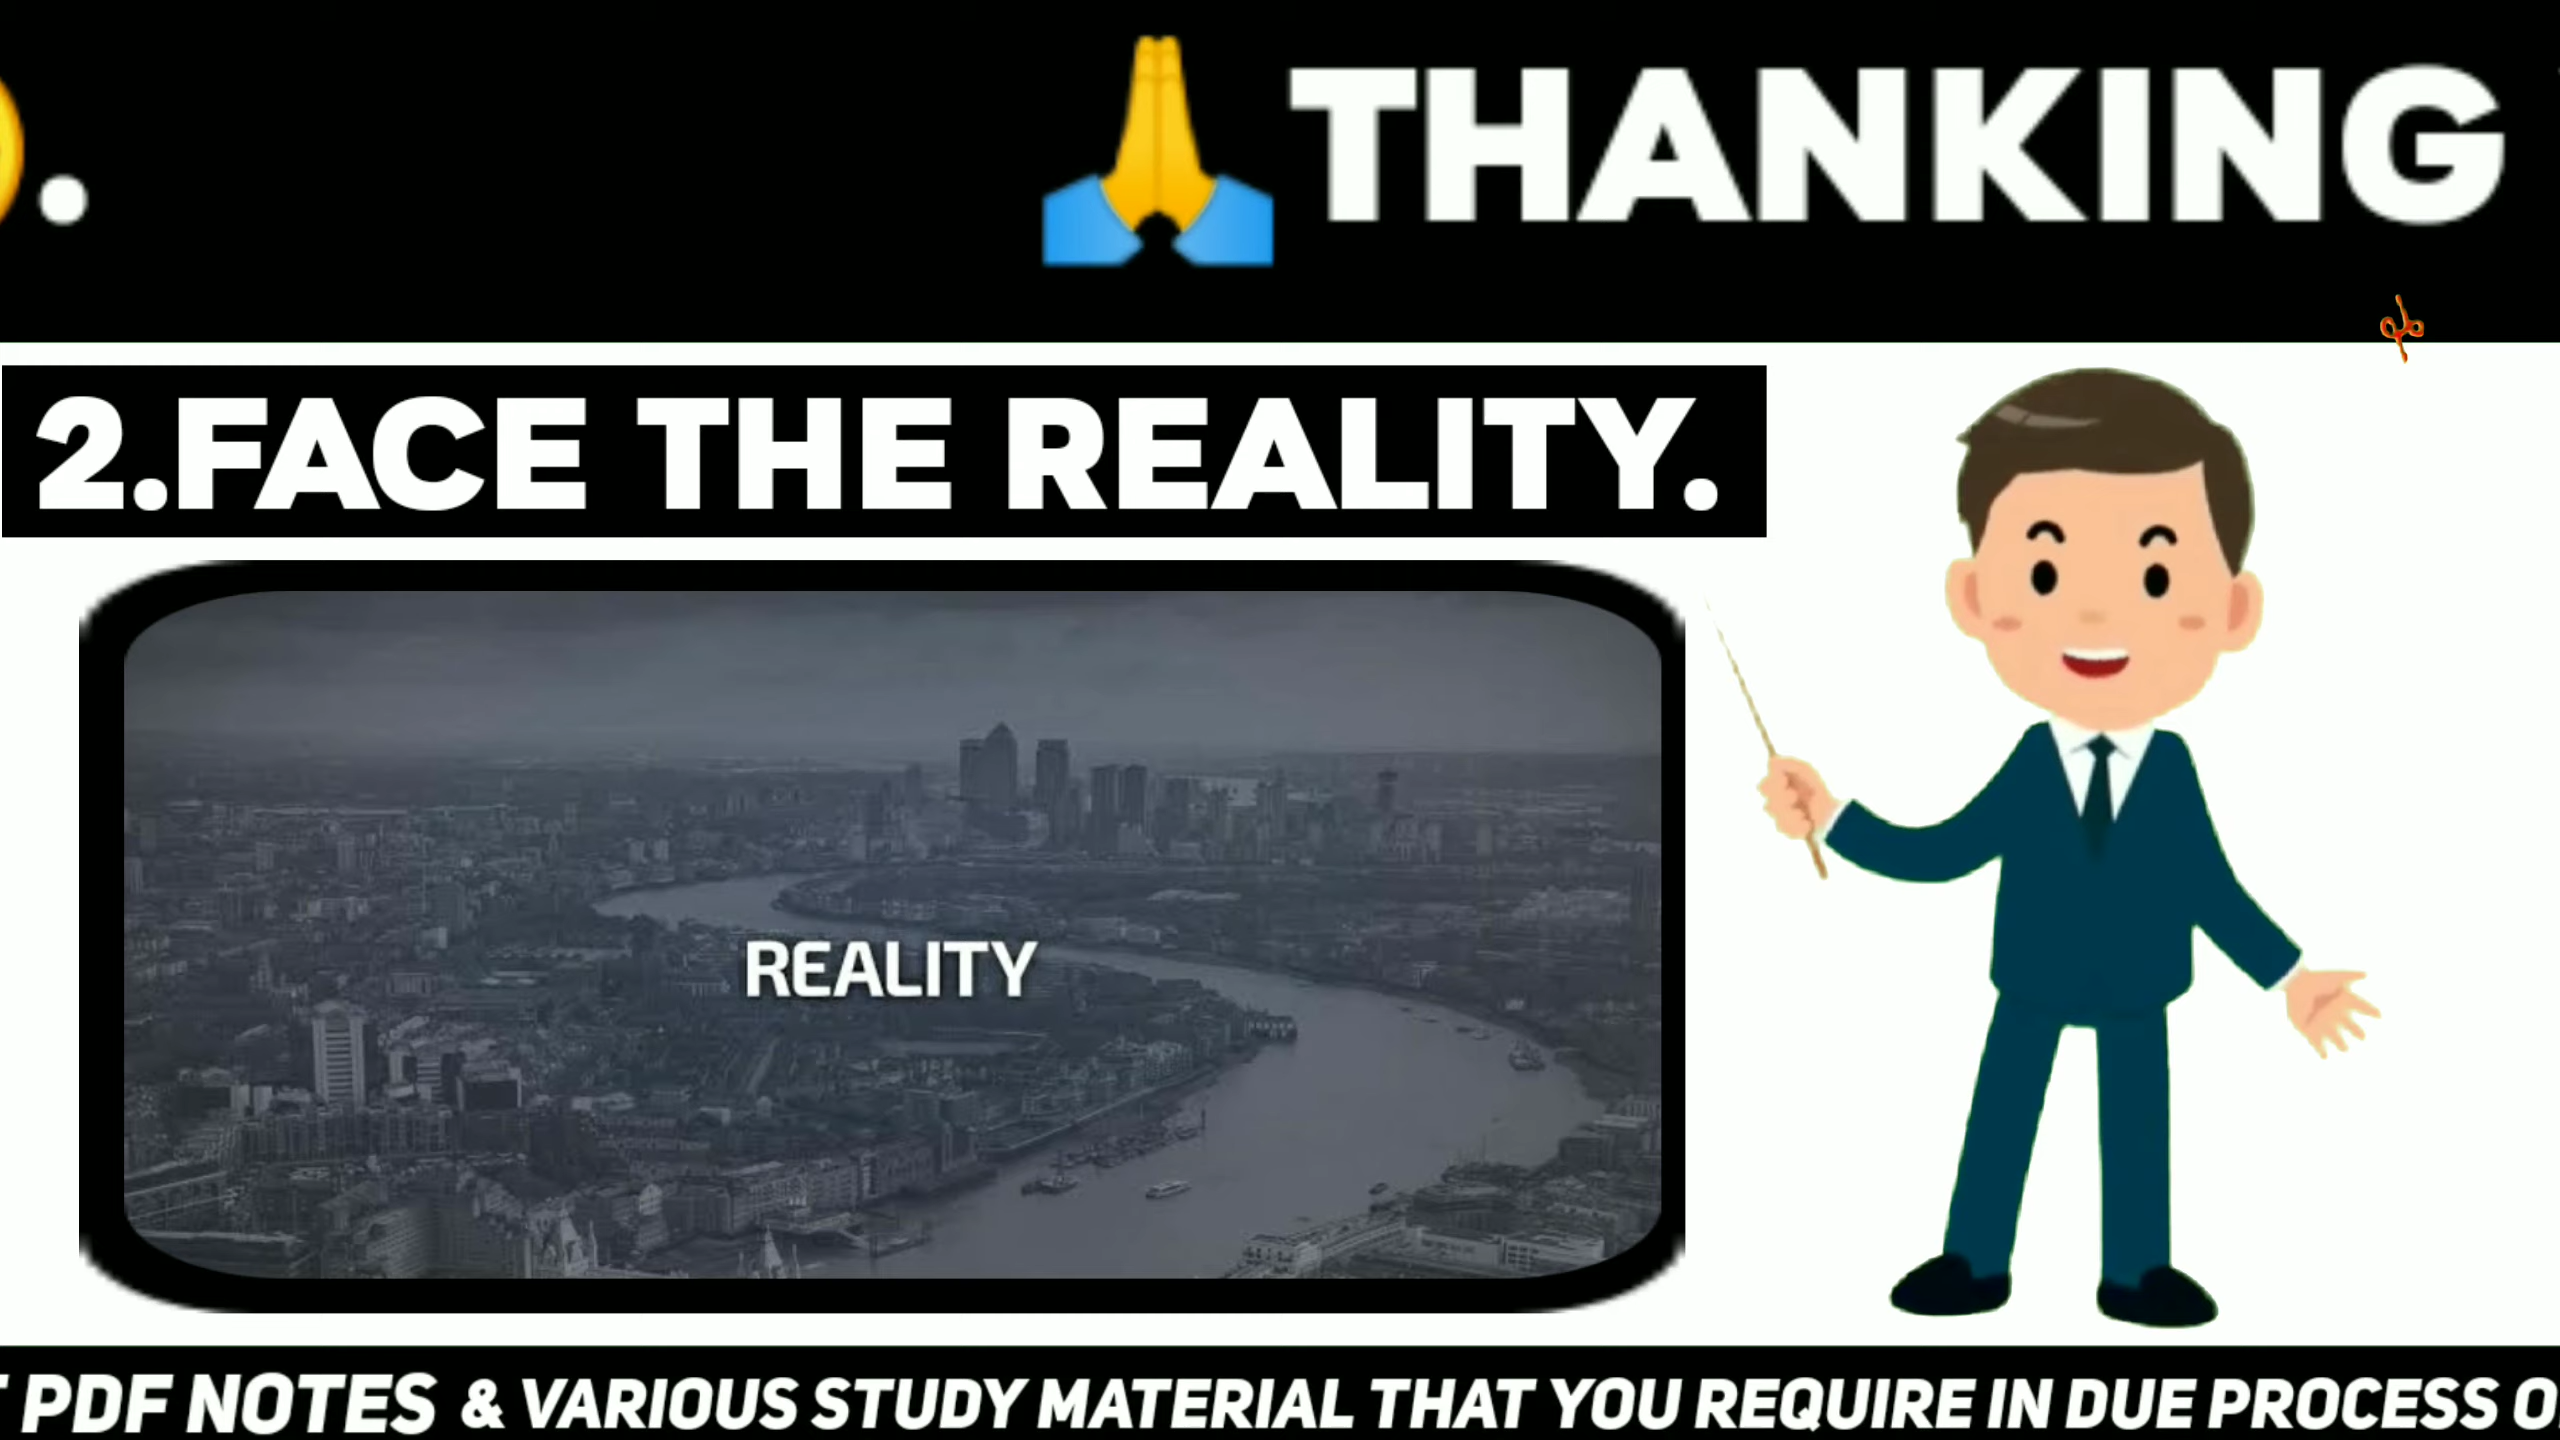 🙏THANKING
2.FACE THE REALITY.
REALITY
PDF NOTES & VARIOUS STUDY MATERIAL THAT YOU REQUIRE IN DUE PROCESS